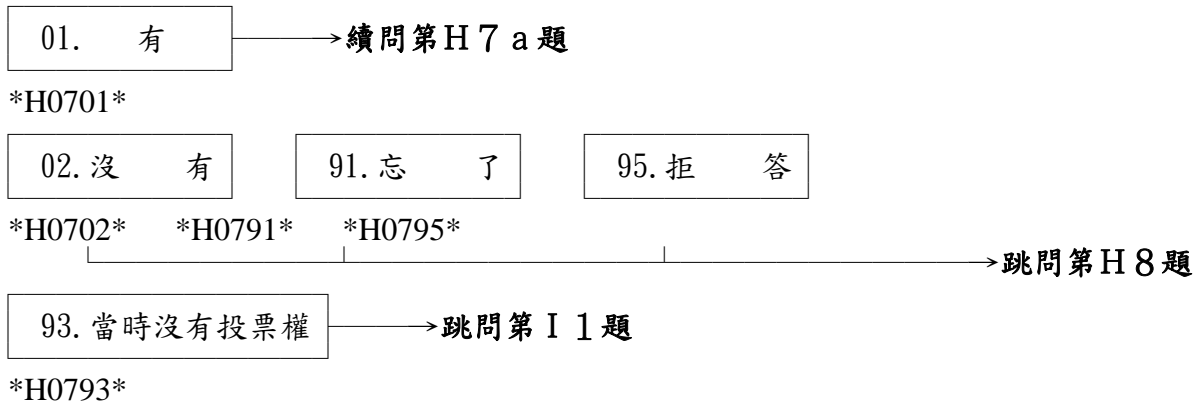 01. 有 續問第Ｈ７ａ題
*H0701*
02.沒 有 91.忘 了 95.拒 答
*H0702* *H0791* *H0795*
跳問第Ｈ８題
93.當時沒有投票權 跳問第Ｉ１題
*H0793*